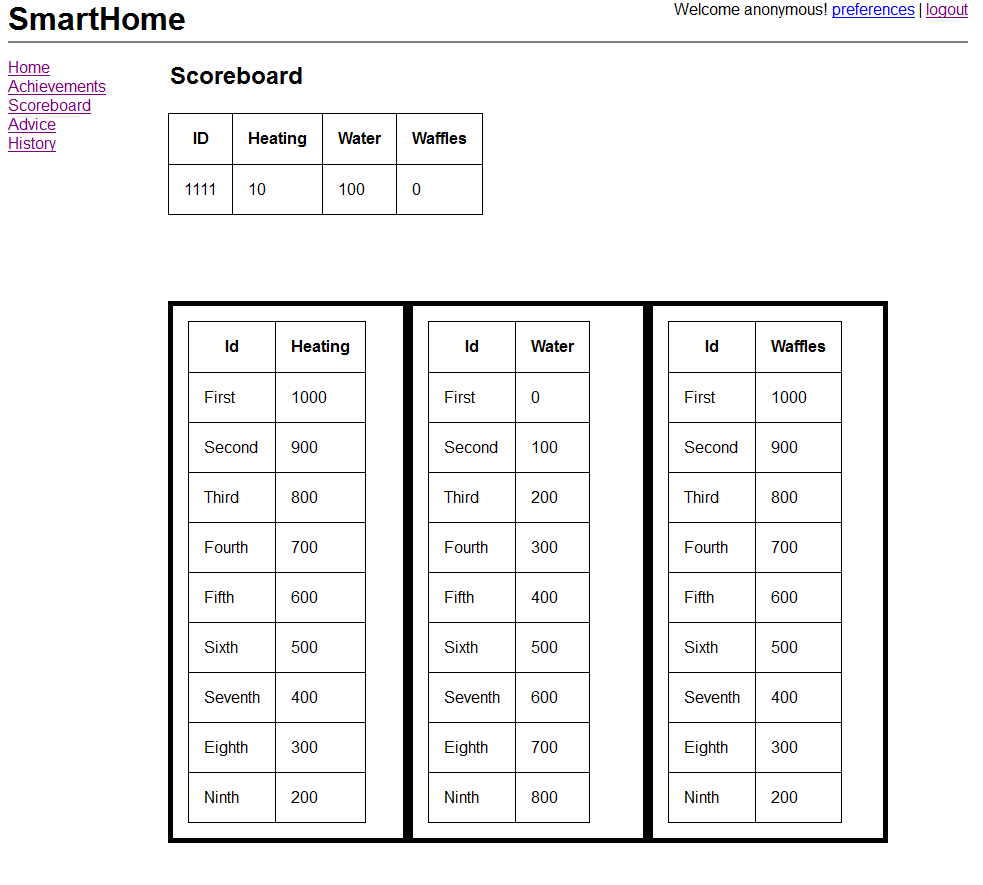 SmartHome
Welcome anonymous! preferences | logout
Home
Achievements
Scoreboard
Advice
History
Scoreboard
ID Heating Water Waffles
1111 10 100 0
Id Heating
First 1000
Second 900
Third 800
Fourth 700
Fifth 600
Sixth 500
Seventh 400
Eighth 300
Ninth 200
Id Water
First 0
Second 100
Third 200
Fourth 300
Fifth 400
Sixth 500
Seventh 600
Eighth 700
Ninth 800
Id Waffles
First 1000
Second 900
Third 800
Fourth 700
Fifth 600
Sixth 500
Seventh 400
Eighth 300
Ninth 200